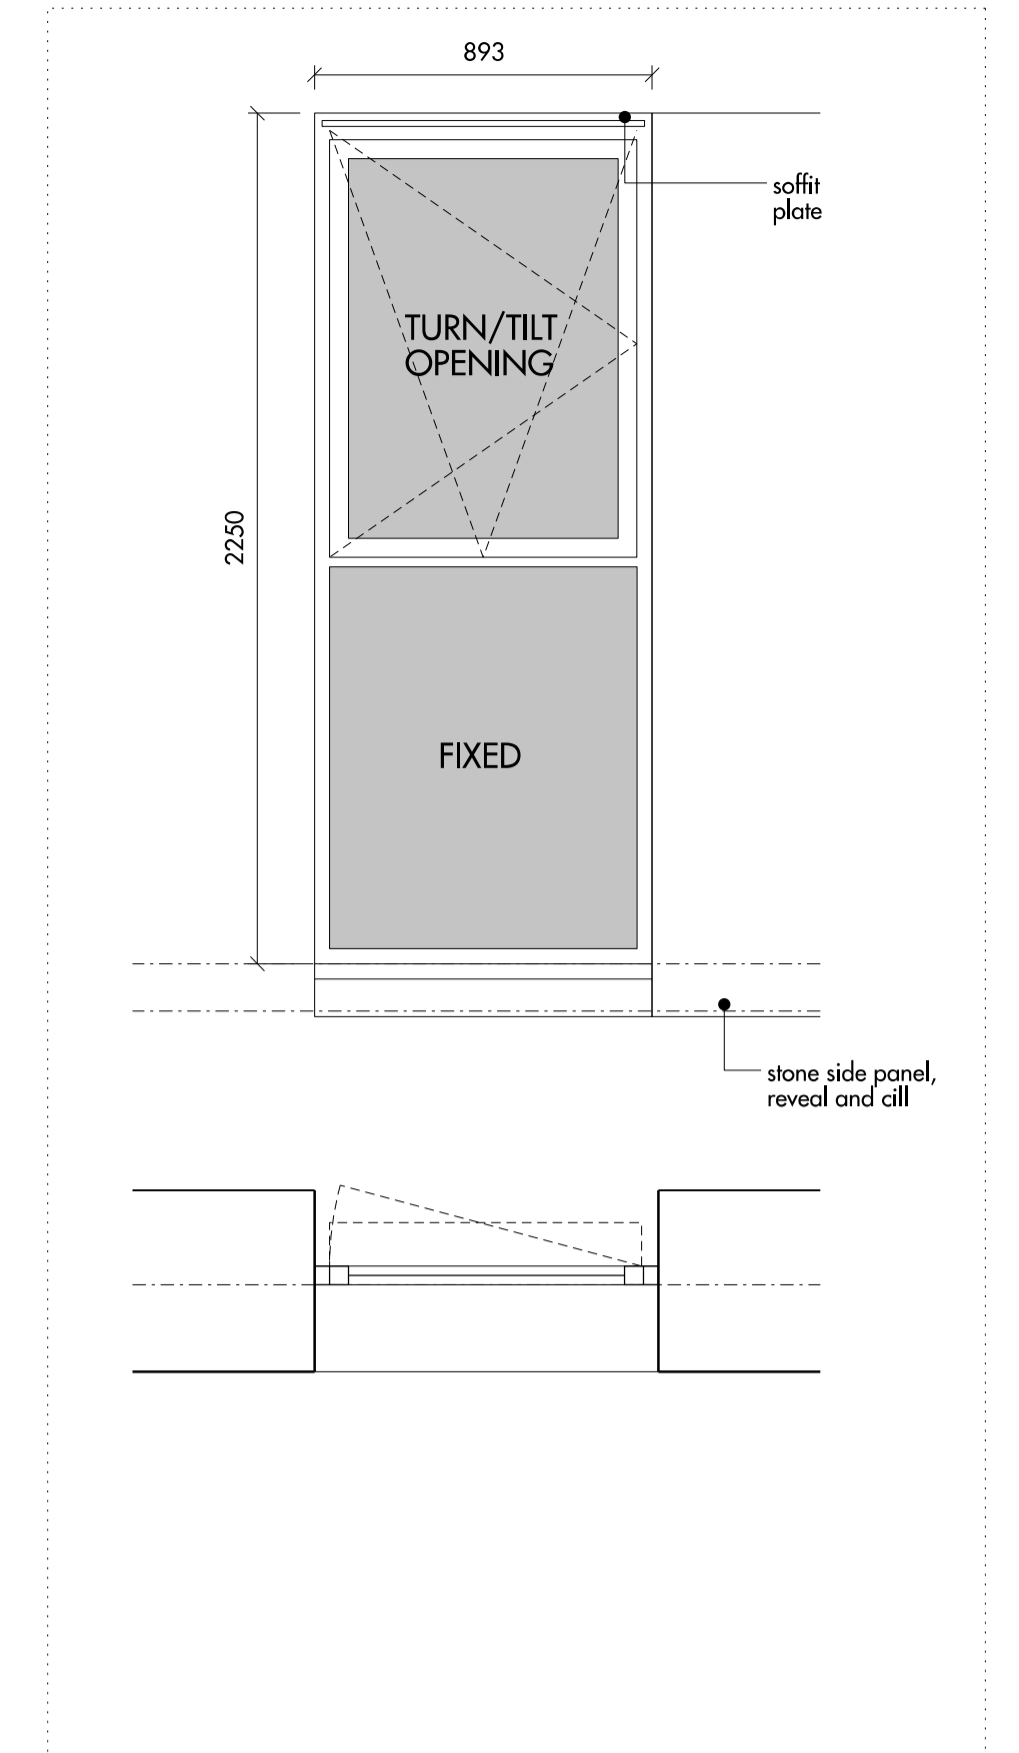 893
soffit
plate
TURN/TILT
OPENING
2250
FIXED
stone side panel,
reveal and cill